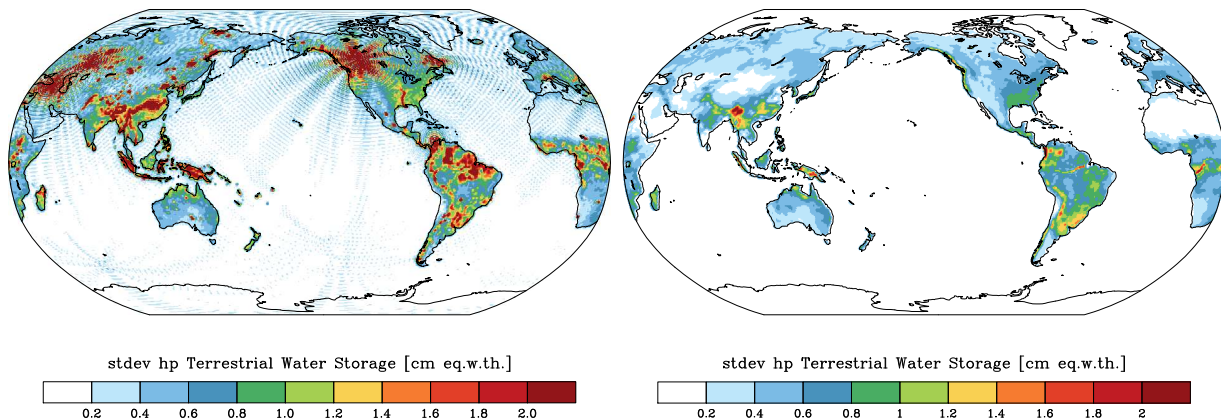 stdev hp Terrestrial Water Storage [cm eq.w.th.]
0.2 0.4 0.6 0.8 1.0 1.2 1.4 1.6 1.8 2.0
stdev hp Terrestrial Water Storage [cm eq.w.th.]
0.2 0.4 0.6 0.8 1 1.2 1.4 1.6 1.8 2